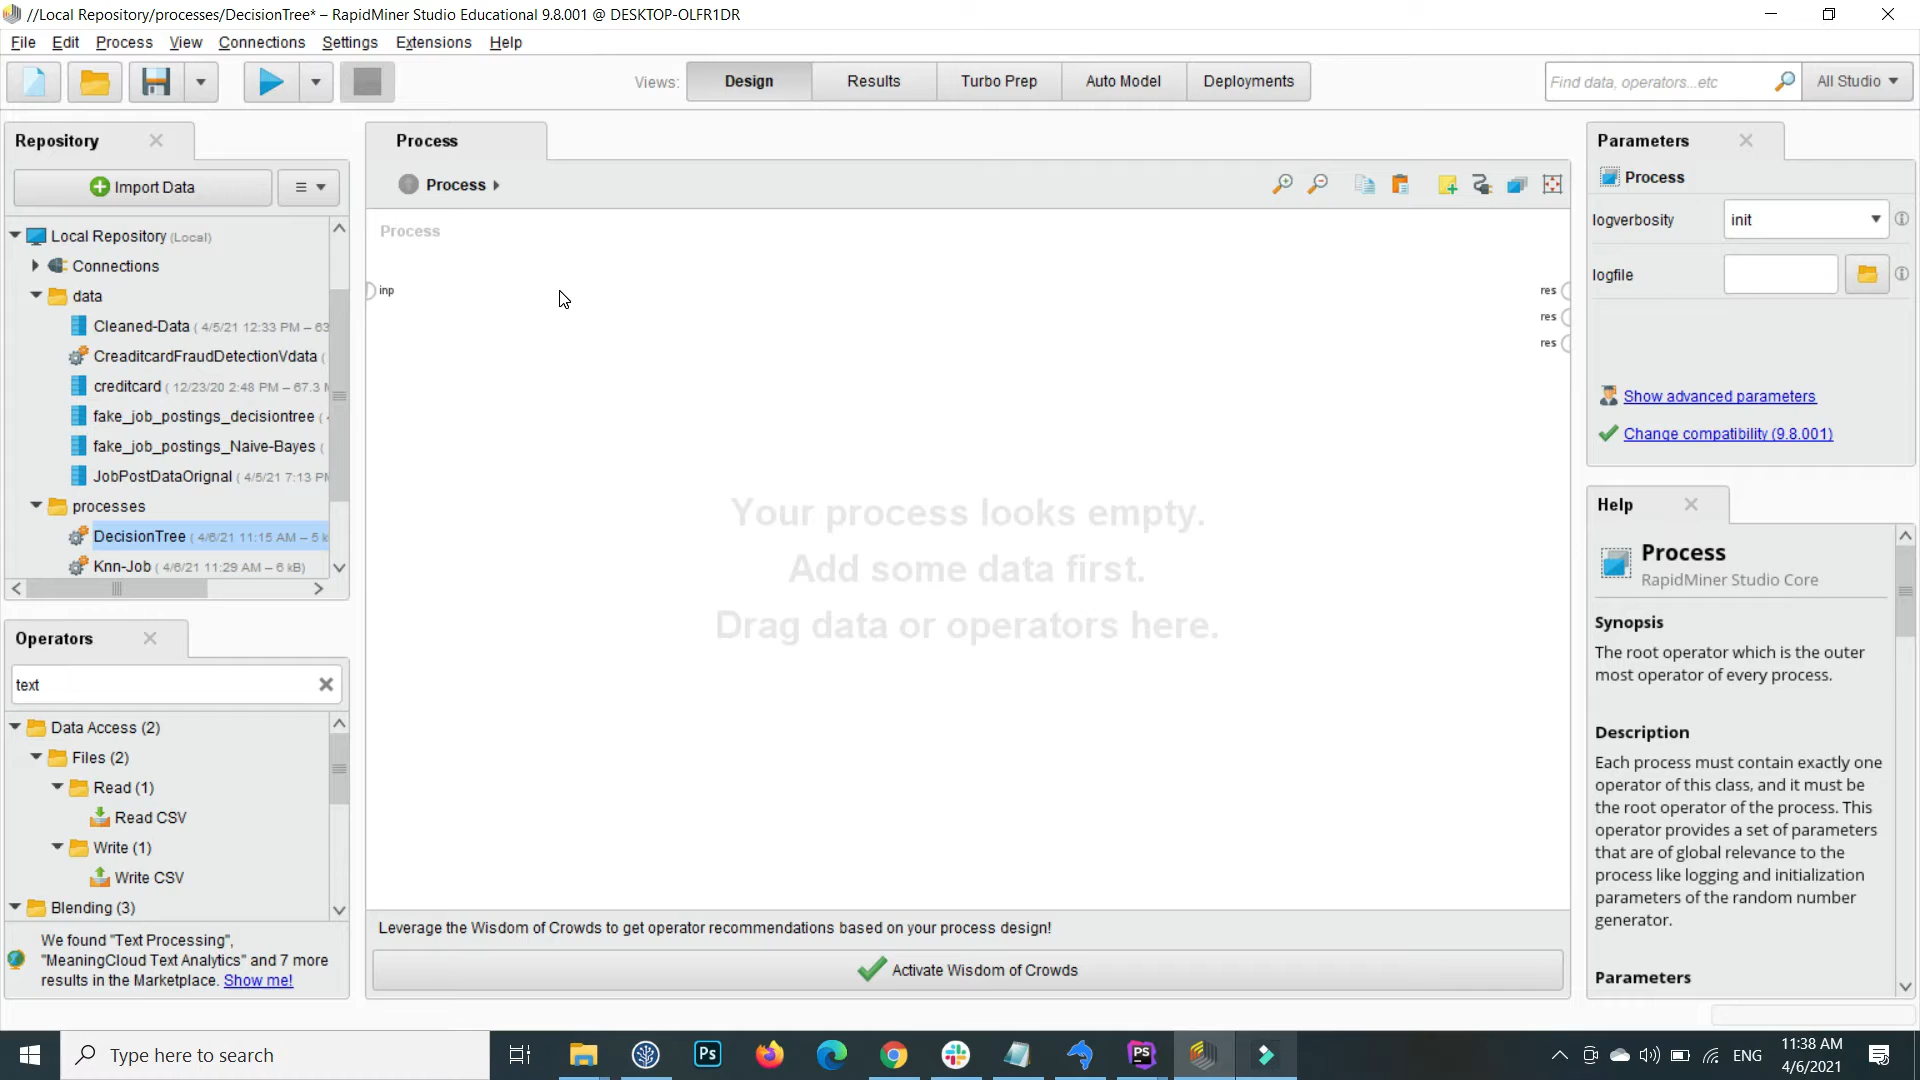 //Local Repository/processes/DecisionTree* – RapidMiner Studio Educational 9.8.001 @ DESKTOP-OLFR1DR
File Edit Process View Connections Settings Extensions Help
Views: Design Results Turbo Prep Auto Model Deployments
Find data, operators...etc All Studio
Repository
Import Data
Local Repository (Local)
Connections
data
Cleaned-Data ( 4/5/21 12:33 PM – 63
CreaditcardFraudDetectionVdata (
creditcard ( 12/23/20 2:48 PM – 67.3 M
fake_job_postings_decisiontree (
fake_job_postings_Naive-Bayes (
JobPostDataOrignal ( 4/5/21 7:13 PM
processes
DecisionTree ( 4/6/21 11:15 AM – 5 k
Knn-Job ( 4/6/21 11:29 AM – 6 kB)
Operators
text
Data Access (2)
Files (2)
Read (1)
Read CSV
Write (1)
Write CSV
Blending (3)
We found "Text Processing",
"MeaningCloud Text Analytics" and 7 more
results in the Marketplace. Show me!
Process
Process
Process
inp
res
res
res
Your process looks empty.
Add some data first.
Drag data or operators here.
Leverage the Wisdom of Crowds to get operator recommendations based on your process design!
Activate Wisdom of Crowds
Parameters
Process
logverbosity init
logfile
Show advanced parameters
Change compatibility (9.8.001)
Help
Process
RapidMiner Studio Core
Synopsis
The root operator which is the outer
most operator of every process.
Description
Each process must contain exactly one
operator of this class, and it must be
the root operator of the process. This
operator provides a set of parameters
that are of global relevance to the
process like logging and initialization
parameters of the random number
generator.
Parameters
Type here to search
Ps
PS
ENG
11:38 AM
4/6/2021